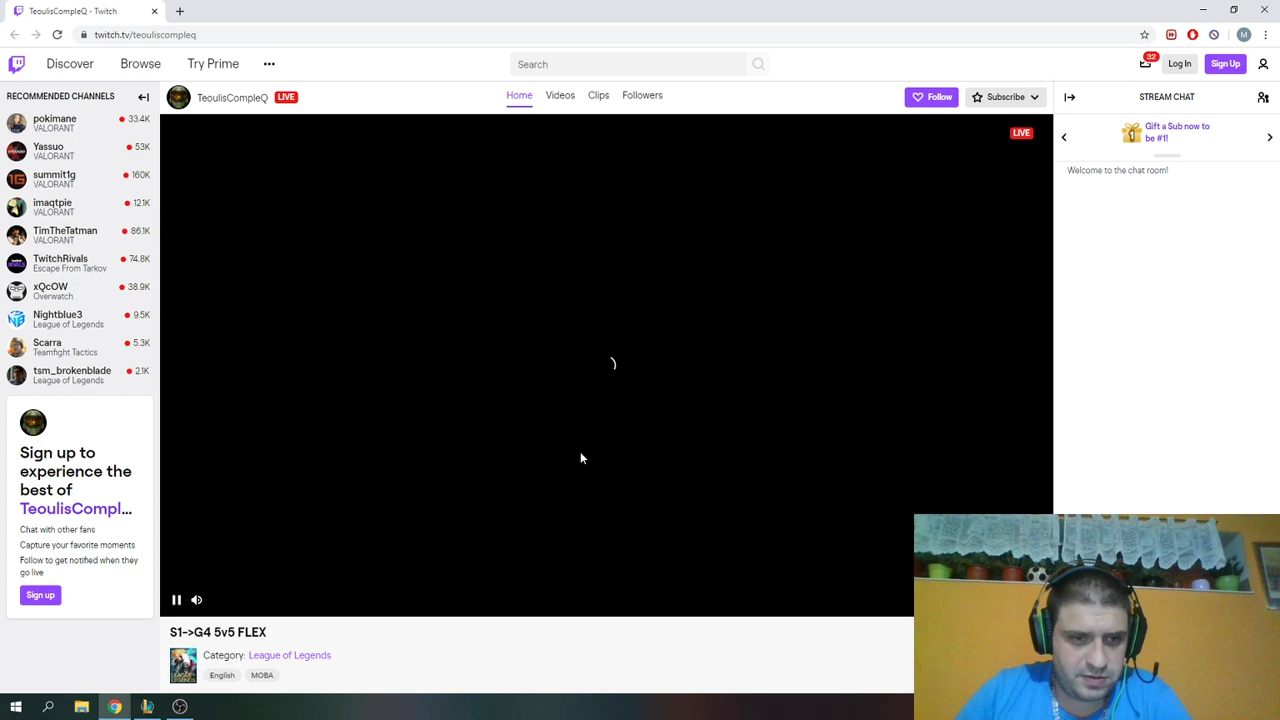 TeoulisCompleQ - Twitch
twitch.tv/teouliscompleq
Discover
Browse
Try Prime
Search
32
Log In
Sign Up
RECOMMENDED CHANNELS
TeoulisCompleQ
LIVE
Home
Videos
Clips
Followers
Follow
Subscribe
STREAM CHAT
pokimane
33.4K
VALORANT
Yassuo
53K
VALORANT
summit1g
160K
VALORANT
imaqtpie
12.1K
VALORANT
TimTheTatman
86.1K
VALORANT
TwitchRivals
74.8K
Escape From Tarkov
xQcOW
38.9K
Overwatch
Nightblue3
9.5K
League of Legends
Scarra
5.3K
Teamfight Tactics
tsm_brokenblade
2.1K
League of Legends
Sign up to
experience the
best of
TeoulisCompl...
Chat with other fans
Capture your favorite moments
Follow to get notified when they
go live
Sign up
LIVE
1
Gift a Sub now to
be #1!
Welcome to the chat room!
S1->G4 5v5 FLEX
Category: League of Legends
English
MOBA